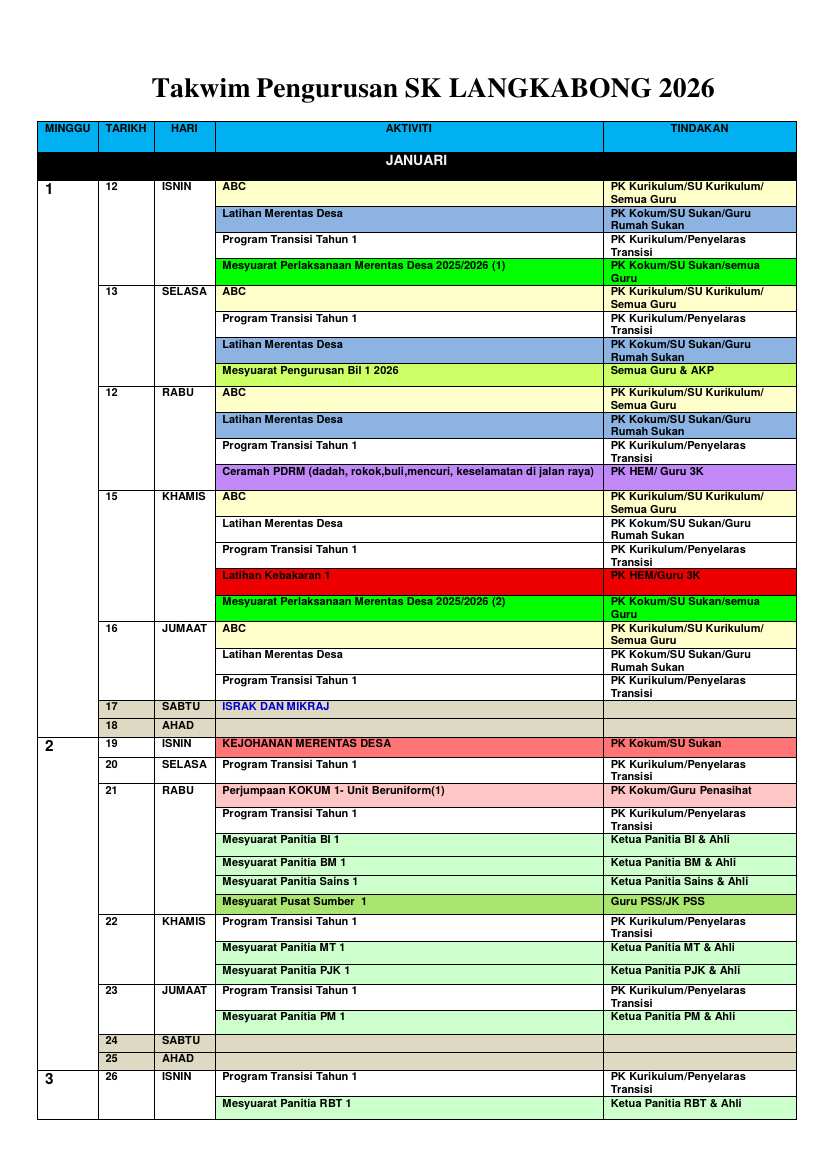 Takwim Pengurusan SK LANGKABONG 2026
MINGGU TARIKH HARI AKTIVITI TINDAKAN
JANUARI
1 12 ISNIN ABC PK Kurikulum/SU Kurikulum/
Semua Guru
Latihan Merentas Desa PK Kokum/SU Sukan/Guru
Rumah Sukan
Program Transisi Tahun 1 PK Kurikulum/Penyelaras
Transisi
Mesyuarat Perlaksanaan Merentas Desa 2025/2026 (1) PK Kokum/SU Sukan/semua
Guru
13 SELASA ABC PK Kurikulum/SU Kurikulum/
Semua Guru
Program Transisi Tahun 1 PK Kurikulum/Penyelaras
Transisi
Latihan Merentas Desa PK Kokum/SU Sukan/Guru
Rumah Sukan
Mesyuarat Pengurusan Bil 1 2026 Semua Guru & AKP
12 RABU ABC PK Kurikulum/SU Kurikulum/
Semua Guru
Latihan Merentas Desa PK Kokum/SU Sukan/Guru
Rumah Sukan
Program Transisi Tahun 1 PK Kurikulum/Penyelaras
Transisi
Ceramah PDRM (dadah, rokok,buli,mencuri, keselamatan di jalan raya) PK HEM/ Guru 3K
15 KHAMIS ABC PK Kurikulum/SU Kurikulum/
Semua Guru
Latihan Merentas Desa PK Kokum/SU Sukan/Guru
Rumah Sukan
Program Transisi Tahun 1 PK Kurikulum/Penyelaras
Transisi
Latihan Kebakaran 1 PK HEM/Guru 3K
Mesyuarat Perlaksanaan Merentas Desa 2025/2026 (2) PK Kokum/SU Sukan/semua
Guru
16 JUMAAT ABC PK Kurikulum/SU Kurikulum/
Semua Guru
Latihan Merentas Desa PK Kokum/SU Sukan/Guru
Rumah Sukan
Program Transisi Tahun 1 PK Kurikulum/Penyelaras
Transisi
17 SABTU ISRAK DAN MIKRAJ
18 AHAD
2 19 ISNIN KEJOHANAN MERENTAS DESA PK Kokum/SU Sukan
20 SELASA Program Transisi Tahun 1 PK Kurikulum/Penyelaras
Transisi
21 RABU Perjumpaan KOKUM 1- Unit Beruniform(1) PK Kokum/Guru Penasihat
Program Transisi Tahun 1 PK Kurikulum/Penyelaras
Transisi
Mesyuarat Panitia BI 1 Ketua Panitia BI & Ahli
Mesyuarat Panitia BM 1 Ketua Panitia BM & Ahli
Mesyuarat Panitia Sains 1 Ketua Panitia Sains & Ahli
Mesyuarat Pusat Sumber 1 Guru PSS/JK PSS
22 KHAMIS Program Transisi Tahun 1 PK Kurikulum/Penyelaras
Transisi
Mesyuarat Panitia MT 1 Ketua Panitia MT & Ahli
Mesyuarat Panitia PJK 1 Ketua Panitia PJK & Ahli
23 JUMAAT Program Transisi Tahun 1 PK Kurikulum/Penyelaras
Transisi
Mesyuarat Panitia PM 1 Ketua Panitia PM & Ahli
24 SABTU
25 AHAD
3 26 ISNIN Program Transisi Tahun 1 PK Kurikulum/Penyelaras
Transisi
Mesyuarat Panitia RBT 1 Ketua Panitia RBT & Ahli